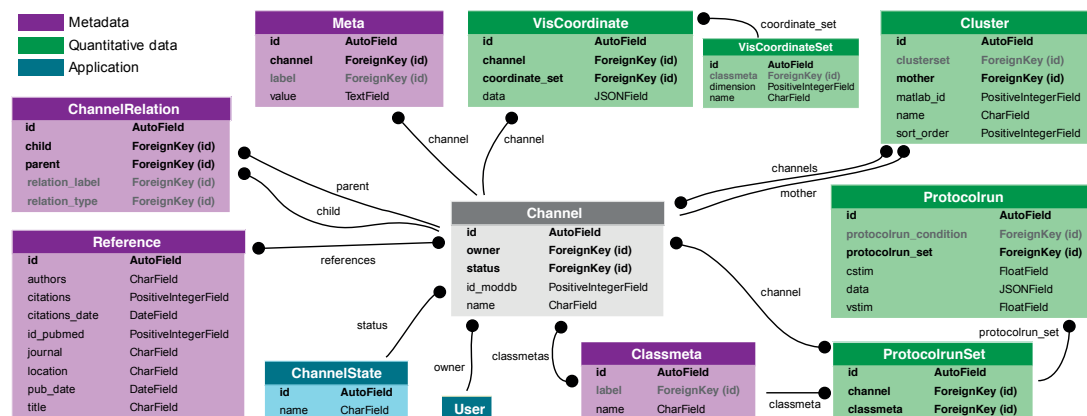 Metadata
Quantitative data
Application
Meta
id AutoField
channel ForeignKey (id)
label ForeignKey (id)
value TextField
VisCoordinate
id AutoField
channel ForeignKey (id)
coordinate_set ForeignKey (id)
data JSONField
coordinate_set
VisCoordinateSet
id AutoField
classmeta ForeignKey (id)
dimension PositiveIntegerField
name CharField
Cluster
id AutoField
clusterset ForeignKey (id)
mother ForeignKey (id)
matlab_id PositiveIntegerField
name CharField
sort_order PositiveIntegerField
ChannelRelation
id AutoField
child ForeignKey (id)
parent ForeignKey (id)
relation_label ForeignKey (id)
relation_type ForeignKey (id)
channel
channel
channels
mother
parent
child
Channel
id AutoField
owner ForeignKey (id)
status ForeignKey (id)
id_moddb PositiveIntegerField
name CharField
Protocolrun
id AutoField
protocolrun_condition ForeignKey (id)
protocolrun_set ForeignKey (id)
cstim FloatField
data JSONField
vstim FloatField
Reference
id AutoField
authors CharField
citations PositiveIntegerField
citations_date DateField
id_pubmed PositiveIntegerField
journal CharField
location CharField
pub_date DateField
title CharField
references
channel
status
owner
classmetas
protocolrun_set
ChannelState
id AutoField
name CharField
User
Classmeta
id AutoField
label ForeignKey (id)
name CharField
classmeta
ProtocolrunSet
id AutoField
channel ForeignKey (id)
classmeta ForeignKey (id)